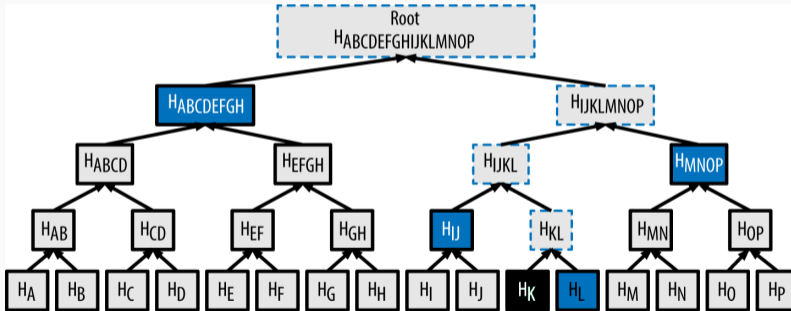 Root
HABCDEFGHIJKLMNOP
HABCDEFGH HIJKLMNOP
HABCD HEFGH HIJKL HMNOP
HAB HCD HEF HGH HIJ HKL HMN HOP
HA HB HC HD HE HF HG HH HI HJ HK HL HM HN HO HP